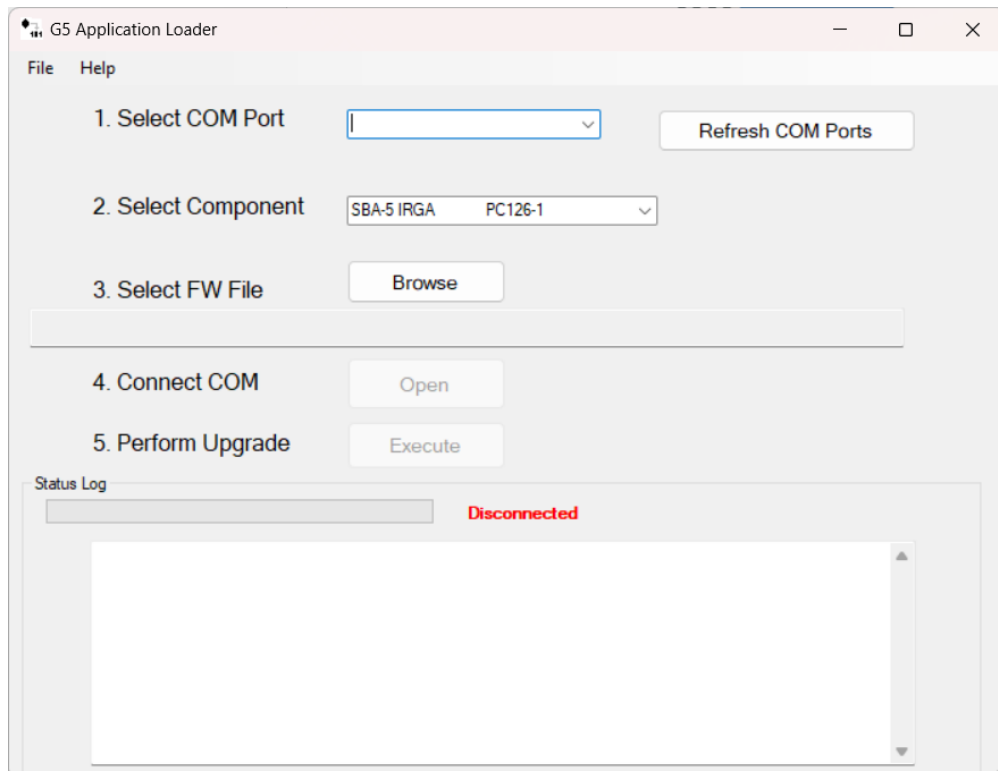 G5 Application Loader
File Help
1. Select COM Port
Refresh COM Ports
2. Select Component
SBA-5 IRGA PC126-1
3. Select FW File
Browse
4. Connect COM
Open
5. Perform Upgrade
Execute
Status Log
Disconnected